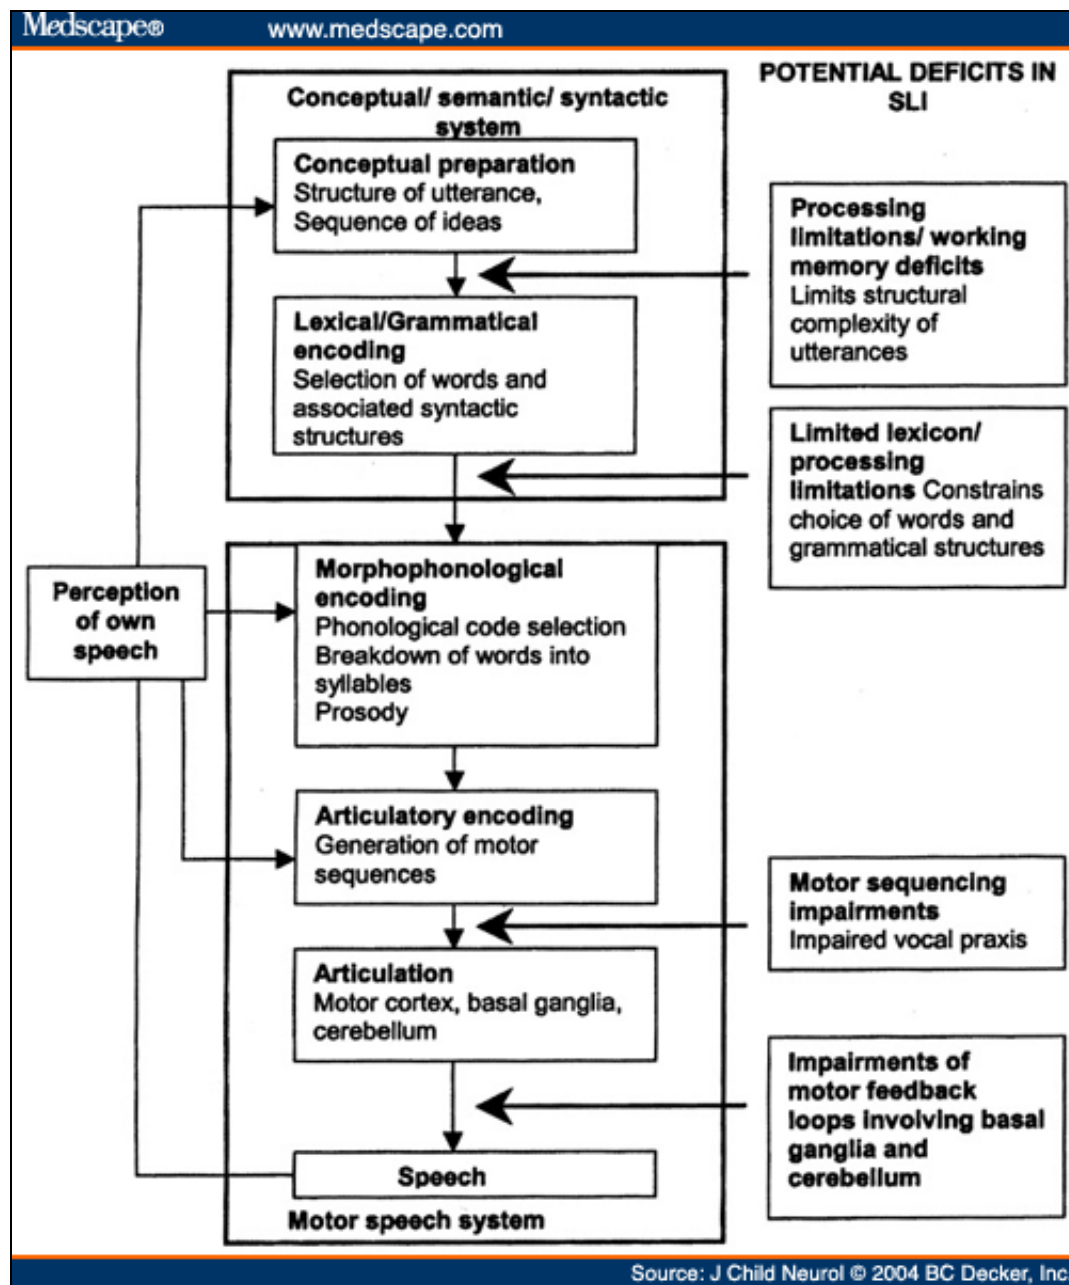 Medscape® www.medscape.com
POTENTIAL DEFICITS IN
SLI
Conceptual/ semantic/ syntactic
system
Conceptual preparation
Structure of utterance,
Sequence of ideas
Processing
limitations/ working
memory deficits
Limits structural
complexity of
utterances
Lexical/Grammatical
encoding
Selection of words and
associated syntactic
structures
Limited lexicon/
processing
limitations Constrains
choice of words and
grammatical structures
Perception
of own
speech
Morphophonological
encoding
Phonological code selection
Breakdown of words into
syllables
Prosody
Articulatory encoding
Generation of motor
sequences
Motor sequencing
impairments
Impaired vocal praxis
Articulation
Motor cortex, basal ganglia,
cerebellum
Impairments of
motor feedback
loops involving basal
ganglia and
cerebellum
Speech
Motor speech system
Source: J Child Neurol © 2004 BC Decker, Inc